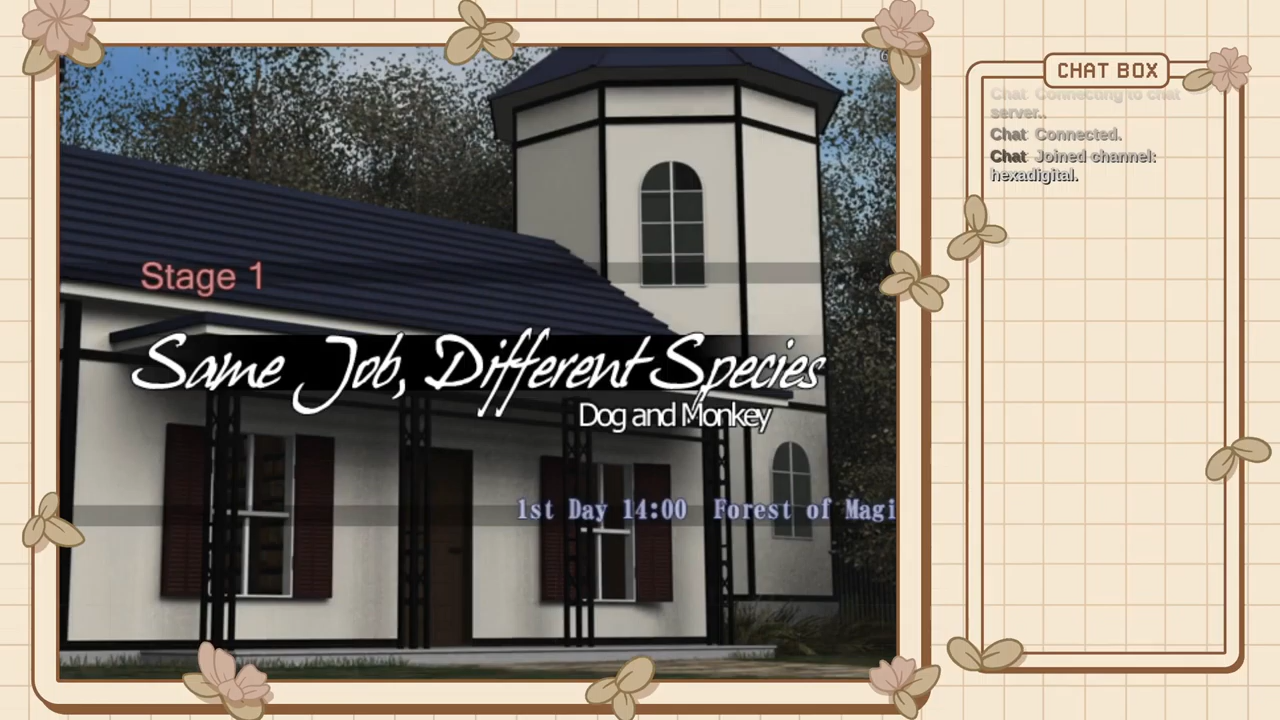 Stage 1
Same Job, Different Species
Dog and Monkey
1st Day 14:00 Forest of Magi
CHAT BOX
Chat Connecting to chat
server..
Chat Connected.
Chat Joined channel:
hexadigital.